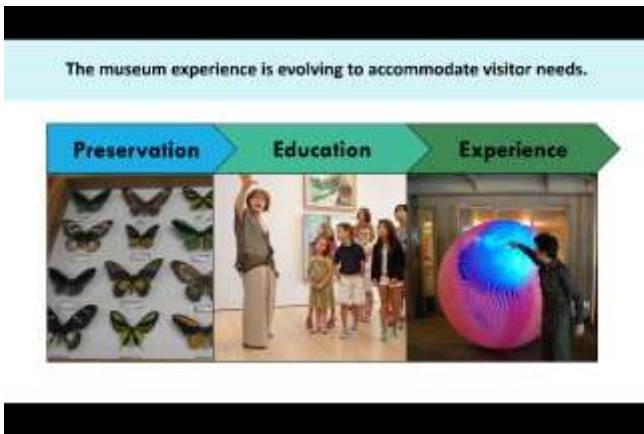 The museum experience is evolving to accommodate visitor needs.
Preservation
Education
Experience